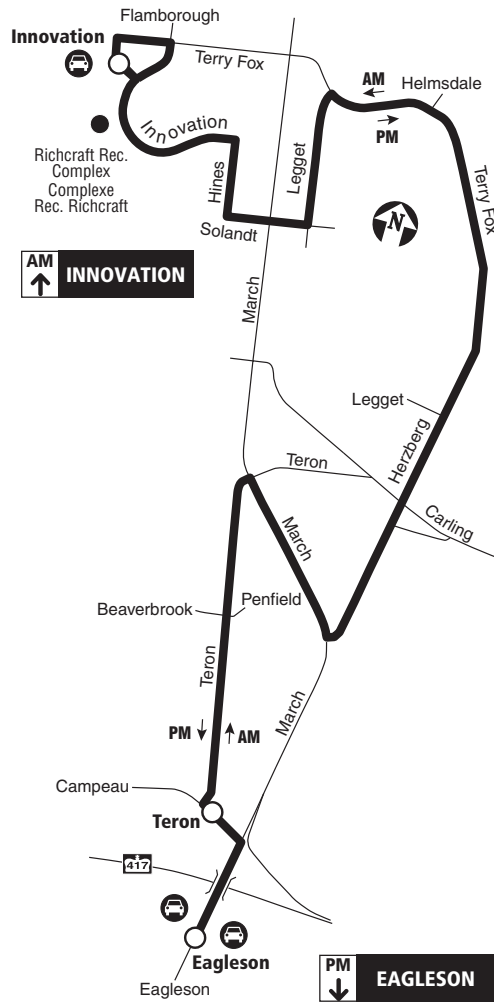 Flamborough
Innovation
Terry Fox
AM
Helmsdale
PM
Innovation
Richcraft Rec.
Complex
Complexe
Rec. Richcraft
Hines
Legget
Terry Fox
Solandt
N
AM
INNOVATION
March
Legget
Herzberg
Teron
Carling
March
Beaverbrook
Penfield
Teron
March
PM
AM
Campeau
Teron
417
Eagleson
Eagleson
PM
EAGLESON